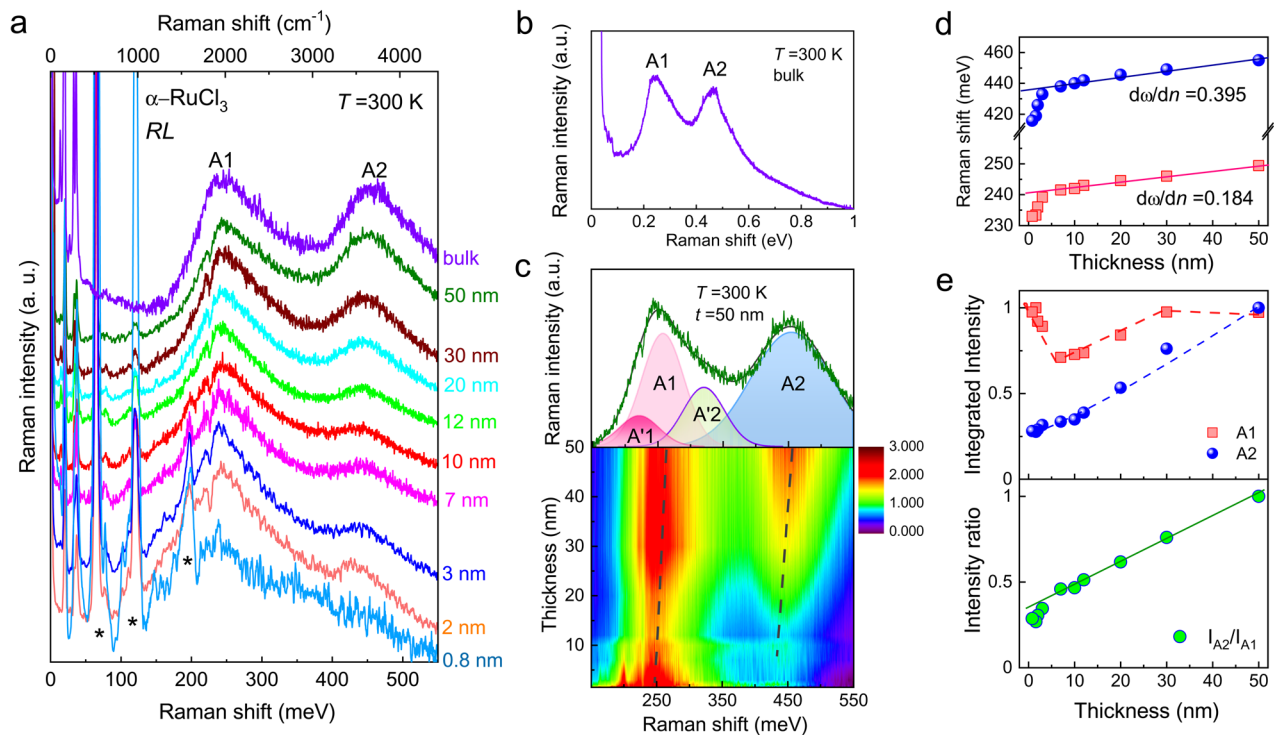 a
Raman shift (cm⁻¹)
0 1000 2000 3000 4000
α–RuCl₃
RL
T =300 K
A1
A2
bulk
50 nm
30 nm
20 nm
12 nm
10 nm
7 nm
3 nm
2 nm
0.8 nm
* * *
Raman intensity (a. u.)
0 100 200 300 400 500
Raman shift (meV)
b
A1
A2
T =300 K
bulk
Raman intensity (a.u.)
0 0.2 0.4 0.6 0.8 1
Raman shift (eV)
c
T =300 K
t =50 nm
A1
A2
A'2
A'1
Raman intensity (a.u.)
50
40
30
20
10
Thickness (nm)
3.000
2.000
1.000
0.000
250 350 450 550
Raman shift (meV)
d
460
440
420
250
240
230
Raman shift (meV)
dω/dn =0.395
dω/dn =0.184
0 10 20 30 40 50
Thickness (nm)
e
1
0.5
0
Integrated Intensity
A1
A2
1
0.5
0
Intensity ratio
I_A2/I_A1
0 10 20 30 40 50
Thickness (nm)